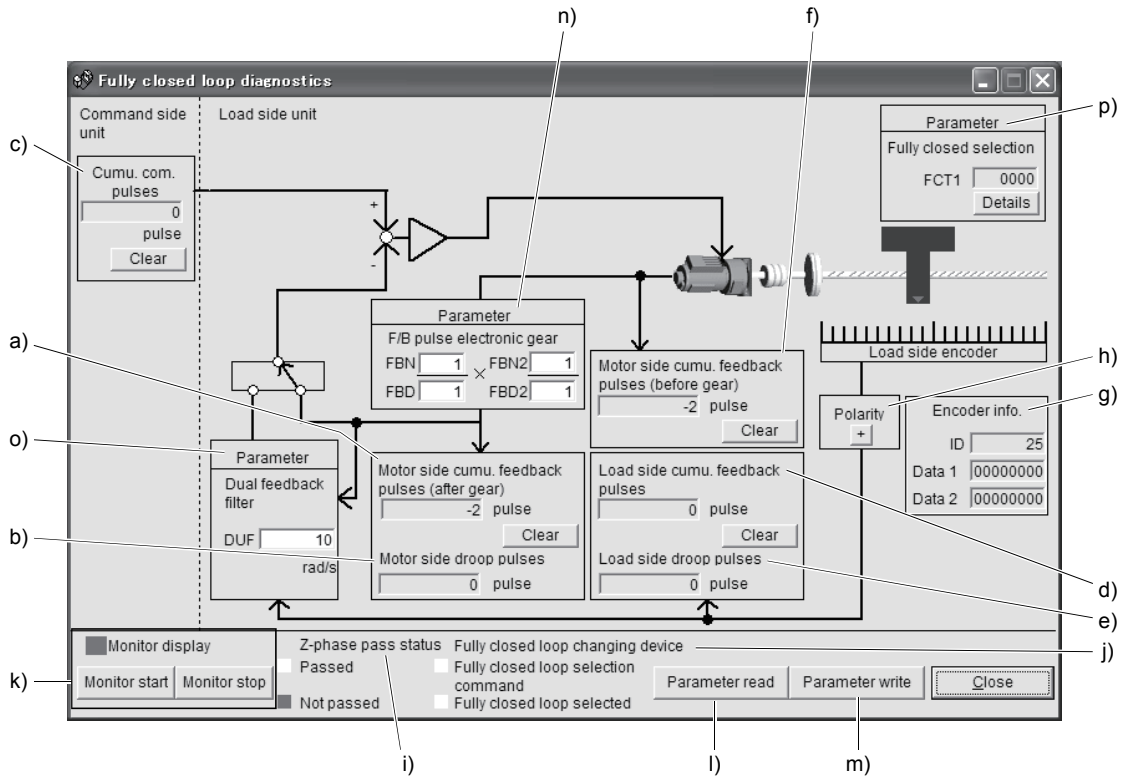 n)
f)
Fully closed loop diagnostics
Command side
unit
Load side unit
c)
Cumu. com.
pulses
0
pulse
Clear
+
-
p)
Parameter
Fully closed selection
FCT1 0000
Details
n)
Parameter
F/B pulse electronic gear
FBN 1 × FBN2 1
FBD 1 FBD2 1
Motor side cumu. feedback
pulses (before gear)
-2 pulse
Clear
Load side encoder
h)
Polarity
+
g)
Encoder info.
ID 25
Data 1 00000000
Data 2 00000000
a)
o)
Parameter
Dual feedback
filter
DUF 10
rad/s
Motor side cumu. feedback
pulses (after gear)
-2 pulse
Clear
b)
Motor side droop pulses
0 pulse
Load side cumu. feedback
pulses
0 pulse
Clear
Load side droop pulses
0 pulse
d)
e)
k)
Monitor display
Monitor start Monitor stop
Z-phase pass status
Passed
Not passed
Fully closed loop changing device
Fully closed loop selection
command
Fully closed loop selected
j)
Parameter read
Parameter write
Close
i)
l)
m)